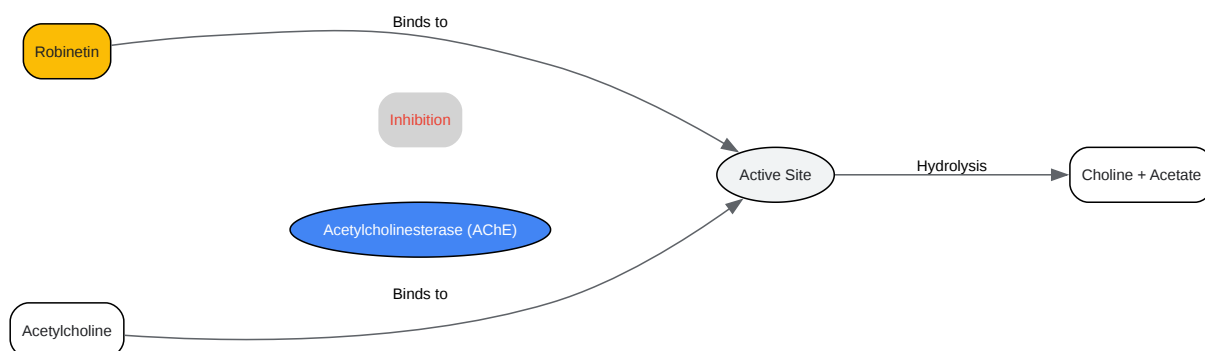 Binds to
Robinetin
Inhibition
Hydrolysis
Active Site
Choline + Acetate
Acetylcholinesterase (AChE)
Binds to
Acetylcholine